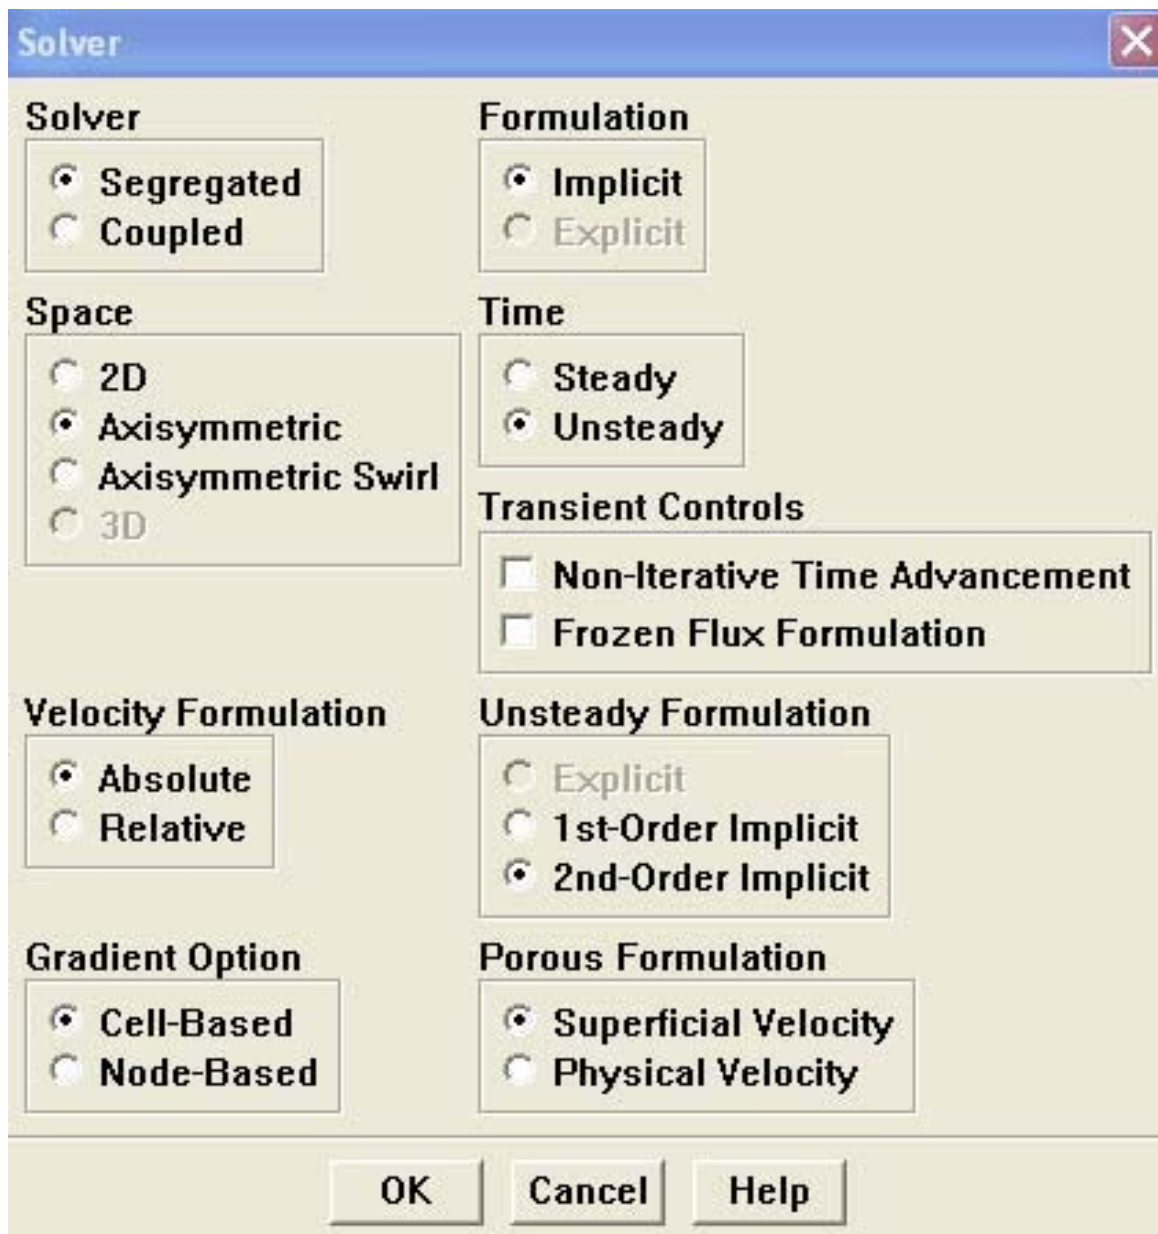 Solver
Solver
Segregated
Coupled
Formulation
Implicit
Explicit
Space
2D
Axisymmetric
Axisymmetric Swirl
3D
Time
Steady
Unsteady
Transient Controls
Non-Iterative Time Advancement
Frozen Flux Formulation
Velocity Formulation
Absolute
Relative
Unsteady Formulation
Explicit
1st-Order Implicit
2nd-Order Implicit
Gradient Option
Cell-Based
Node-Based
Porous Formulation
Superficial Velocity
Physical Velocity
OK
Cancel
Help